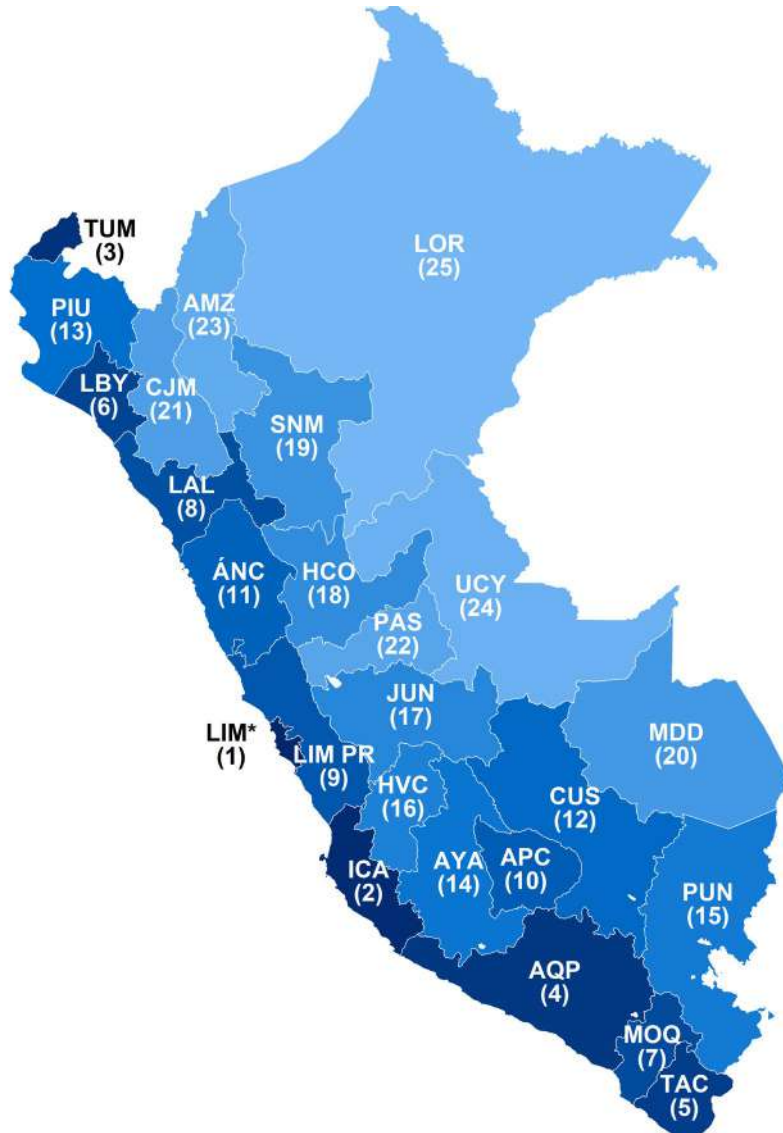 LOR
(25)
TUM
(3)
AMZ
(23)
PIU
(13)
LBY
(6)
CJM
(21)
SNM
(19)
LAL
(8)
ÁNC
(11)
HCO
(18)
UCY
(24)
PAS
(22)
JUN
(17)
LIM*
(1)
LIM PR
(9)
MDD
(20)
HVC
(16)
CUS
(12)
ICA
(2)
AYA
(14)
APC
(10)
PUN
(15)
AQP
(4)
MOQ
(7)
TAC
(5)